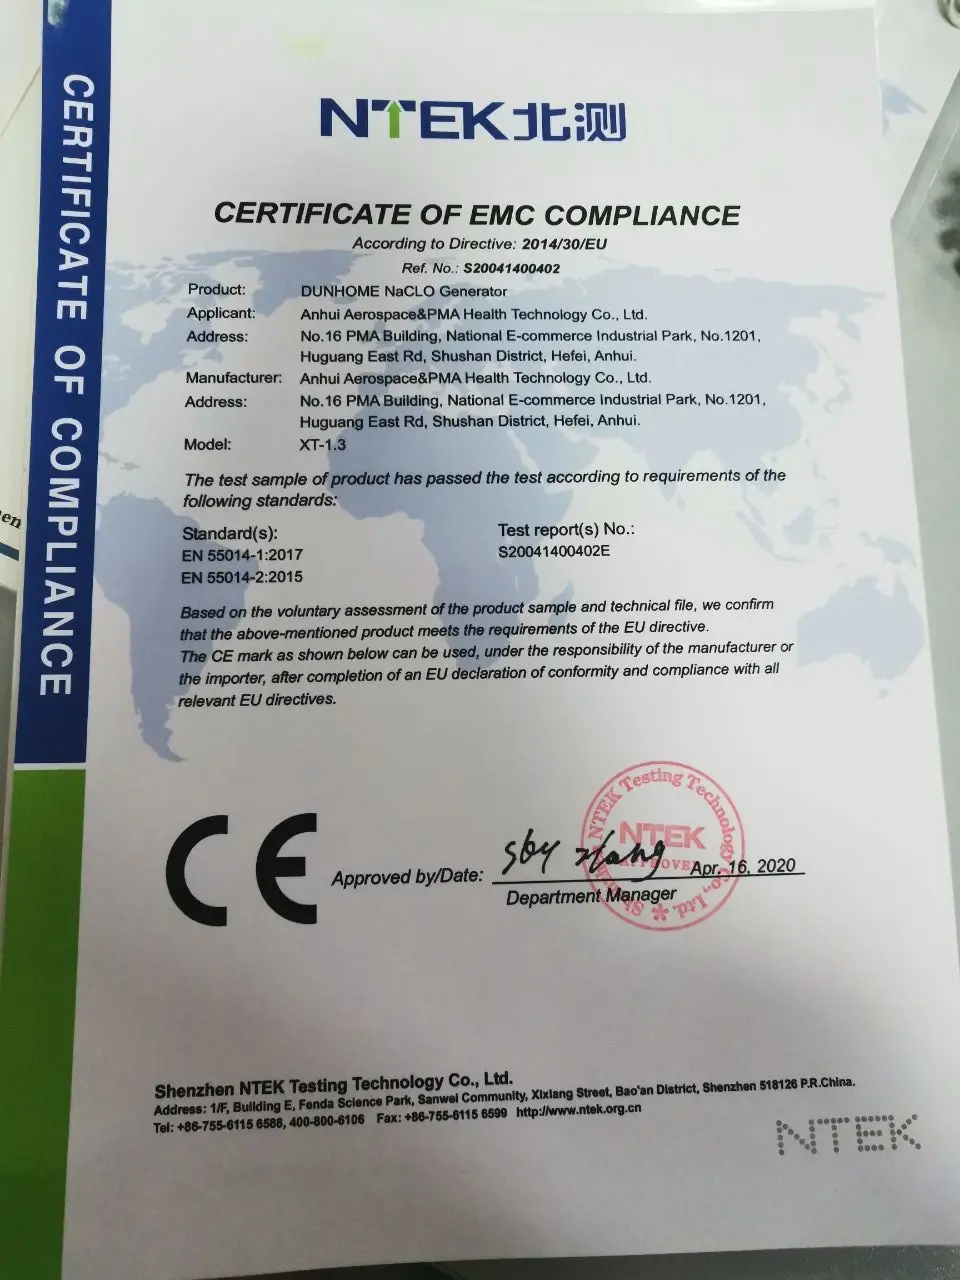 CERTIFICATE OF COMPLIANCE
NTEK北测
CERTIFICATE OF EMC COMPLIANCE
According to Directive: 2014/30/EU
Ref. No.: S20041400402
Product: DUNHOME NaCLO Generator
Applicant: Anhui Aerospace&PMA Health Technology Co., Ltd.
Address: No.16 PMA Building, National E-commerce Industrial Park, No.1201,
Huguang East Rd, Shushan District, Hefei, Anhui.
Manufacturer: Anhui Aerospace&PMA Health Technology Co., Ltd.
Address: No.16 PMA Building, National E-commerce Industrial Park, No.1201,
Huguang East Rd, Shushan District, Hefei, Anhui.
Model: XT-1.3
The test sample of product has passed the test according to requirements of the
following standards:
Standard(s): Test report(s) No.:
EN 55014-1:2017 S20041400402E
EN 55014-2:2015
Based on the voluntary assessment of the product sample and technical file, we confirm
that the above-mentioned product meets the requirements of the EU directive.
The CE mark as shown below can be used, under the responsibility of the manufacturer or
the importer, after completion of an EU declaration of conformity and compliance with all
relevant EU directives.
CE
NTEK Testing Technology Co., Ltd.
NTEK
APPROVED
Approved by/Date: Apr. 16, 2020
Department Manager
Shenzhen NTEK Testing Technology Co., Ltd.
Address: 1/F, Building E, Fenda Science Park, Sanwei Community, Xixiang Street, Bao'an District, Shenzhen 518126 P.R.China.
Tel: +86-755-6115 6588, 400-800-6106 Fax: +86-755-6115 6599 http://www.ntek.org.cn
NTEK